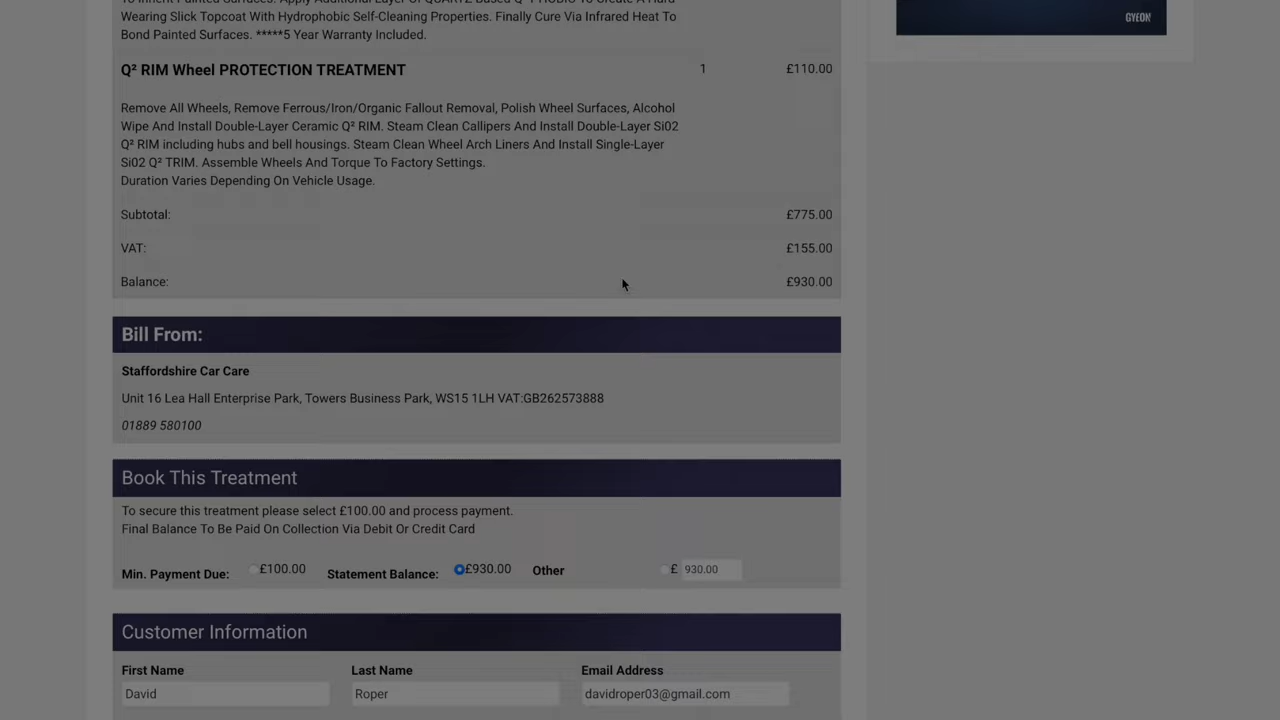 To Inherit Painted Surfaces. Apply Additional Layer Of QUARTZ Based Q²
GYEON
Wearing Slick Topcoat With Hydrophobic Self-Cleaning Properties. Finally Cure Via Infrared Heat To
Bond Painted Surfaces. *****5 Year Warranty Included.
Q² RIM Wheel PROTECTION TREATMENT 1 £110.00
Remove All Wheels, Remove Ferrous/Iron/Organic Fallout Removal, Polish Wheel Surfaces, Alcohol
Wipe And Install Double-Layer Ceramic Q² RIM. Steam Clean Callipers And Install Double-Layer Si02
Q² RIM including hubs and bell housings. Steam Clean Wheel Arch Liners And Install Single-Layer
Si02 Q² TRIM. Assemble Wheels And Torque To Factory Settings.
Duration Varies Depending On Vehicle Usage.
Subtotal: £775.00
VAT: £155.00
Balance: £930.00
Bill From:
Staffordshire Car Care
Unit 16 Lea Hall Enterprise Park, Towers Business Park, WS15 1LH VAT:GB262573888
01889 580100
Book This Treatment
To secure this treatment please select £100.00 and process payment.
Final Balance To Be Paid On Collection Via Debit Or Credit Card
Min. Payment Due: £100.00 Statement Balance: £930.00 Other £ 930.00
Customer Information
First Name Last Name Email Address
David Roper davidroper03@gmail.com